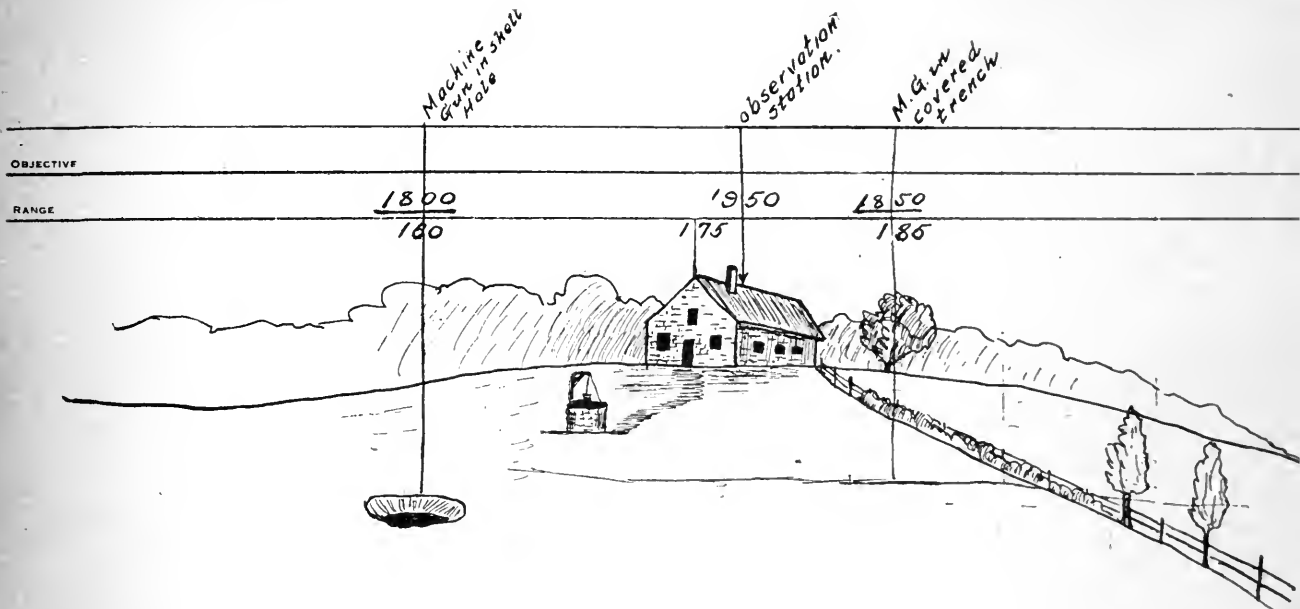 Machine
Gun in shell
Hole
observation
station.
M.G. in
covered
trench
OBJECTIVE
RANGE
1800
1950
1850
160
175
185